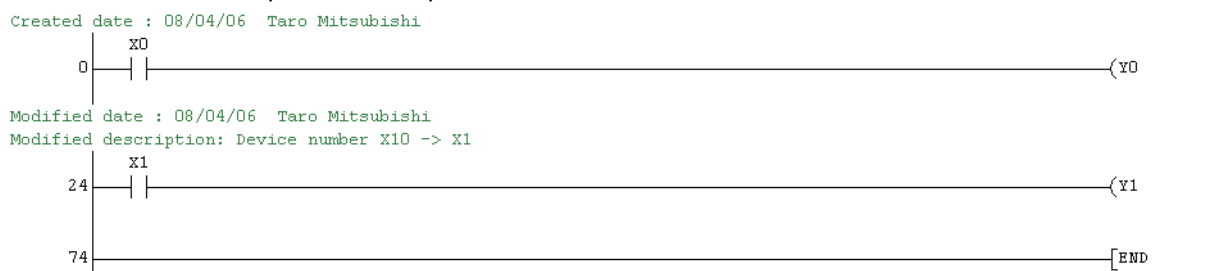 Created date : 08/04/06  Taro Mitsubishi
X0
0 (Y0
Modified date : 08/04/06  Taro Mitsubishi
Modified description: Device number X10 -> X1
X1
24 (Y1
74 [END